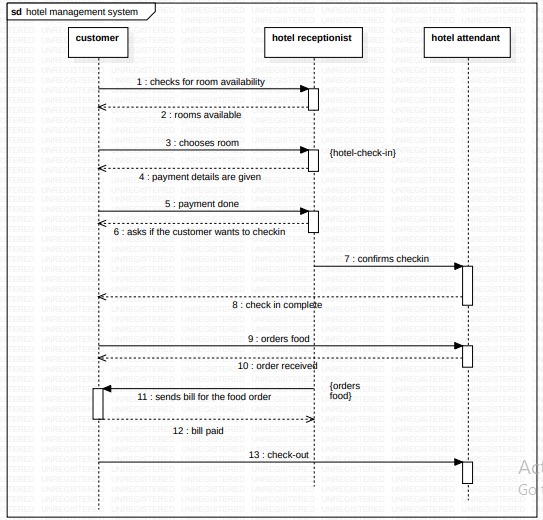 sd hotel management system
customer
hotel receptionist
hotel attendant
1 : checks for room availability
2 : rooms available
3 : chooses room
{hotel-check-in}
4 : payment details are given
5 : payment done
6 : asks if the customer wants to checkin
7 : confirms checkin
8 : check in complete
9 : orders food
10 : order received
{orders
food}
11 : sends bill for the food order
12 : bill paid
13 : check-out